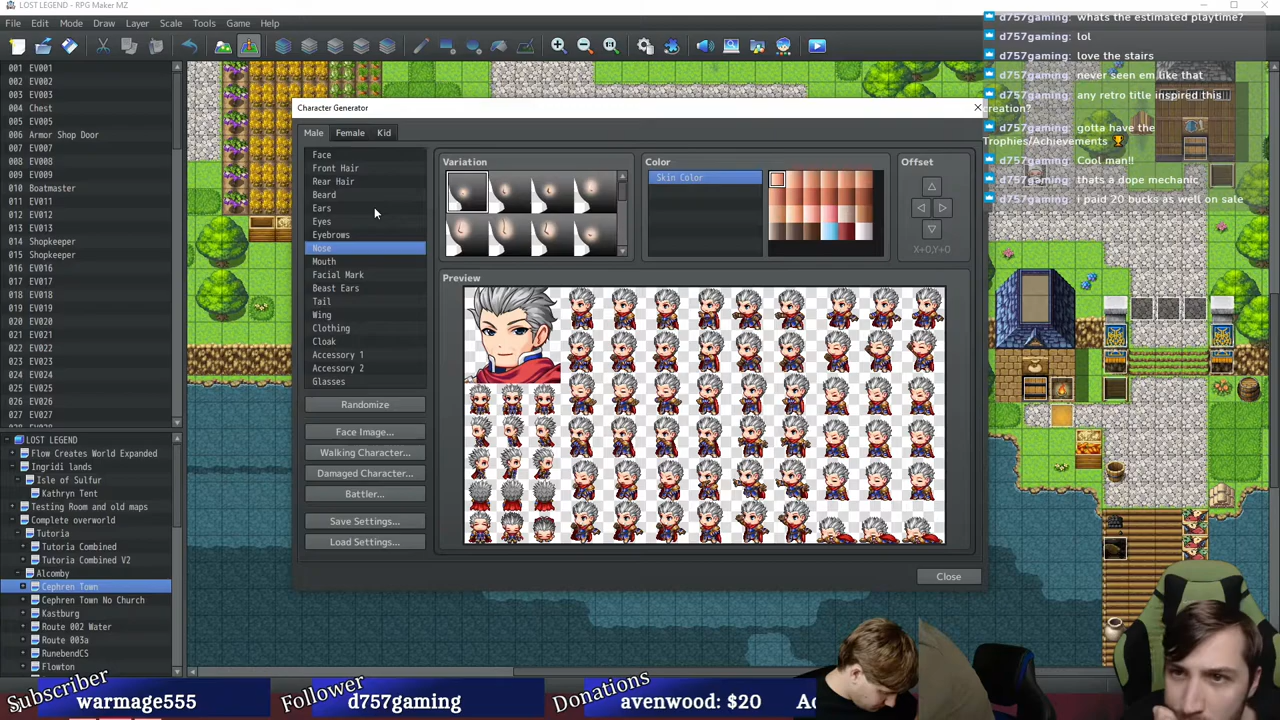 LOST LEGEND - RPG Maker MZ
File Edit Mode Draw Layer Scale Tools Game Help
001 EV001
002 EV002
003 EV003
004 Chest
005 EV005
006 Armor Shop Door
007 EV007
008 EV008
009 EV009
010 Boatmaster
011 EV011
012 EV012
013 EV013
014 Shopkeeper
015 Shopkeeper
016 EV016
017 EV017
018 EV018
019 EV019
020 EV020
021 EV021
022 EV022
023 EV023
024 EV024
025 EV025
026 EV026
027 EV027
LOST LEGEND
Flow Creates World Expanded
Ingridi lands
Isle of Sulfur
Kathryn Tent
Testing Room and old maps
Complete overworld
Tutoria
Tutoria Combined
Tutoria Combined V2
Alcomby
Cephren Town
Cephren Town No Church
Kastburg
Route 002 Water
Route 003a
RunebendCS
Flowton
Character Generator
Male Female Kid
Face
Front Hair
Rear Hair
Beard
Ears
Eyes
Eyebrows
Nose
Mouth
Facial Mark
Beast Ears
Tail
Wing
Clothing
Cloak
Accessory 1
Accessory 2
Glasses
Randomize
Face Image...
Walking Character...
Damaged Character...
Battler...
Save Settings...
Load Settings...
Variation
Color
Skin Color
Offset
X+0,Y+0
Preview
Close
d757gaming: whats the estimated playtime?
d757gaming: lol
d757gaming: love the stairs
d757gaming: never seen em like that
d757gaming: any retro title inspired this
creation?
d757gaming: gotta have the
Trophies/Achievements
d757gaming: Cool man!!
d757gaming: thats a dope mechanic
d757gaming: i paid 20 bucks as well on sale
Subscriber
warmage555
Follower
d757gaming
Donations
avenwood: $20